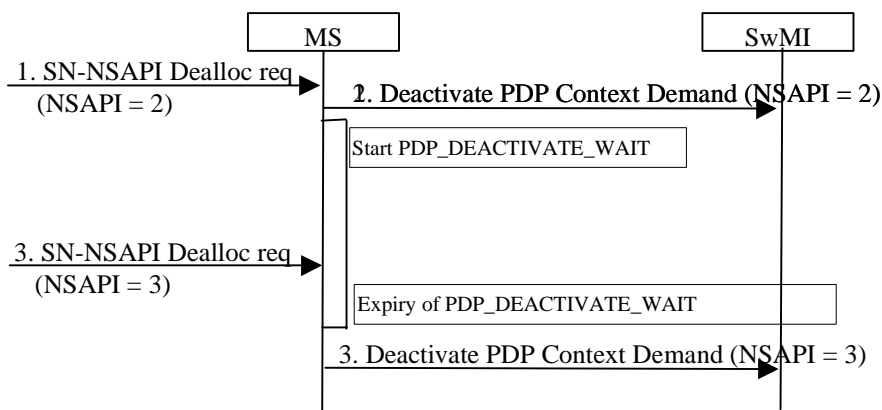 MS
SwMI
1. SN-NSAPI Dealloc req
(NSAPI = 2)
2. Deactivate PDP Context Demand (NSAPI = 2)
Start PDP_DEACTIVATE_WAIT
3. SN-NSAPI Dealloc req
(NSAPI = 3)
Expiry of PDP_DEACTIVATE_WAIT
3. Deactivate PDP Context Demand (NSAPI = 3)